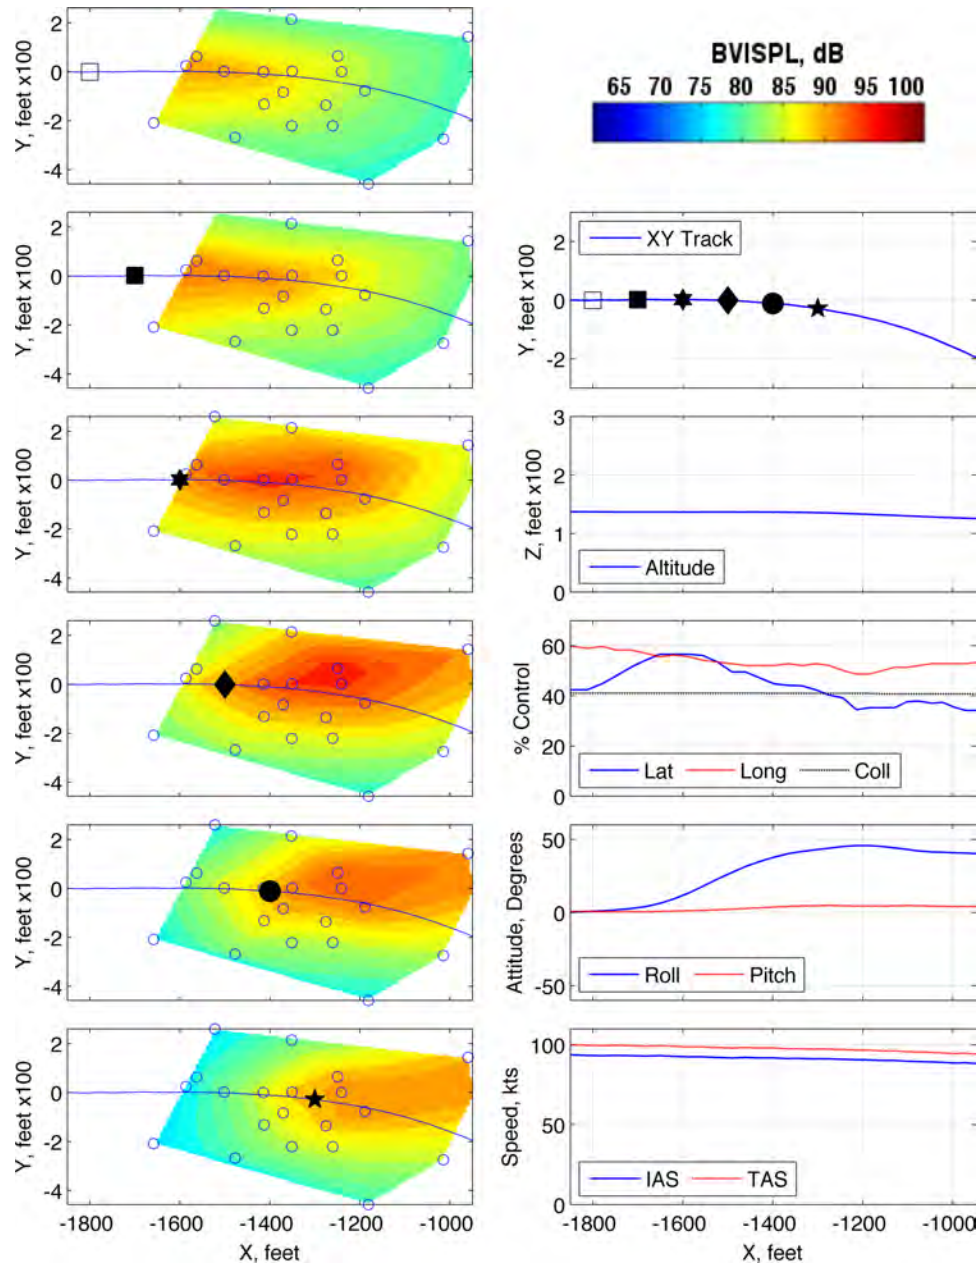 BVISPL, dB
65 70 75 80 85 90 95 100
2
0
-2
-4
Y, feet x100
2
0
-2
-4
Y, feet x100
XY Track
2
0
-2
Y, feet x100
2
0
-2
-4
Y, feet x100
3
2
1
0
Z, feet x100
Altitude
2
0
-2
-4
Y, feet x100
60
40
20
0
% Control
Lat Long Coll
2
0
-2
-4
Y, feet x100
50
0
-50
Attitude, Degrees
Roll Pitch
2
0
-2
-4
Y, feet x100
-1800 -1600 -1400 -1200 -1000
X, feet
100
50
0
Speed, kts
IAS TAS
-1800 -1600 -1400 -1200 -1000
X, feet